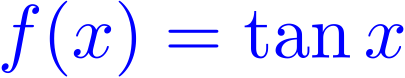 f(x) = tan x